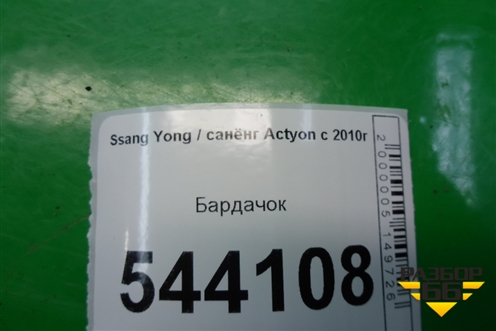 Ssang Yong / санёнг Actyon с 2010г
Бардачок
544108
2000005149726
РАЗБОР
66